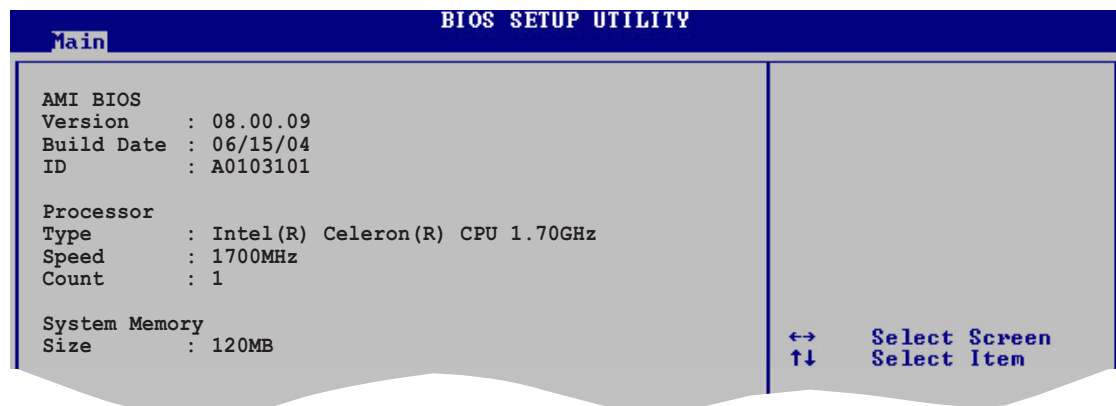 BIOS SETUP UTILITY
Main
AMI BIOS
Version : 08.00.09
Build Date : 06/15/04
ID : A0103101
Processor
Type : Intel(R) Celeron(R) CPU 1.70GHz
Speed : 1700MHz
Count : 1
System Memory
Size : 120MB
←→ Select Screen
↑↓ Select Item